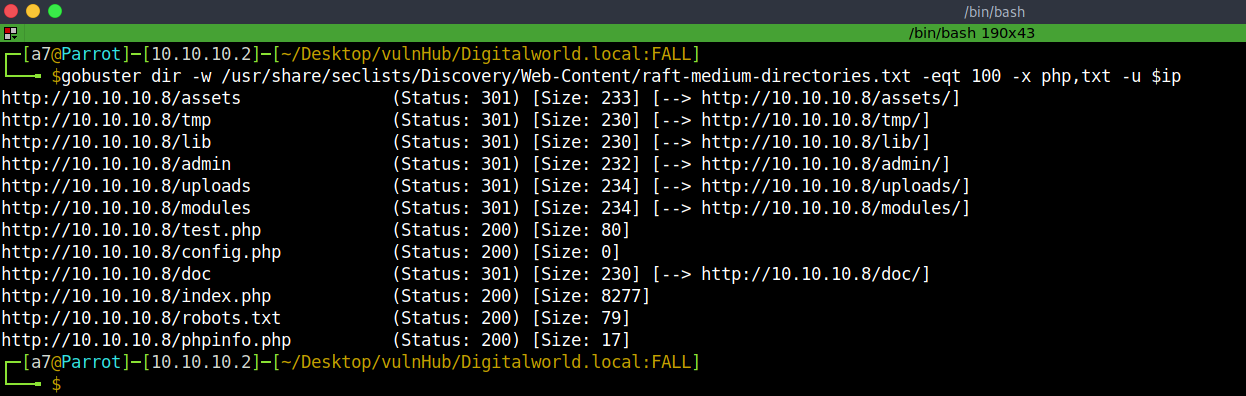 /bin/bash
/bin/bash 190x43
┌─[a7@Parrot]─[10.10.10.2]─[~/Desktop/vulnHub/Digitalworld.local:FALL]
└──╼ $gobuster dir -w /usr/share/seclists/Discovery/Web-Content/raft-medium-directories.txt -eqt 100 -x php,txt -u $ip
http://10.10.10.8/assets               (Status: 301) [Size: 233] [--> http://10.10.10.8/assets/]
http://10.10.10.8/tmp                  (Status: 301) [Size: 230] [--> http://10.10.10.8/tmp/]
http://10.10.10.8/lib                  (Status: 301) [Size: 230] [--> http://10.10.10.8/lib/]
http://10.10.10.8/admin                (Status: 301) [Size: 232] [--> http://10.10.10.8/admin/]
http://10.10.10.8/uploads              (Status: 301) [Size: 234] [--> http://10.10.10.8/uploads/]
http://10.10.10.8/modules              (Status: 301) [Size: 234] [--> http://10.10.10.8/modules/]
http://10.10.10.8/test.php             (Status: 200) [Size: 80]
http://10.10.10.8/config.php           (Status: 200) [Size: 0]
http://10.10.10.8/doc                  (Status: 301) [Size: 230] [--> http://10.10.10.8/doc/]
http://10.10.10.8/index.php            (Status: 200) [Size: 8277]
http://10.10.10.8/robots.txt           (Status: 200) [Size: 79]
http://10.10.10.8/phpinfo.php          (Status: 200) [Size: 17]
┌─[a7@Parrot]─[10.10.10.2]─[~/Desktop/vulnHub/Digitalworld.local:FALL]
└──╼ $